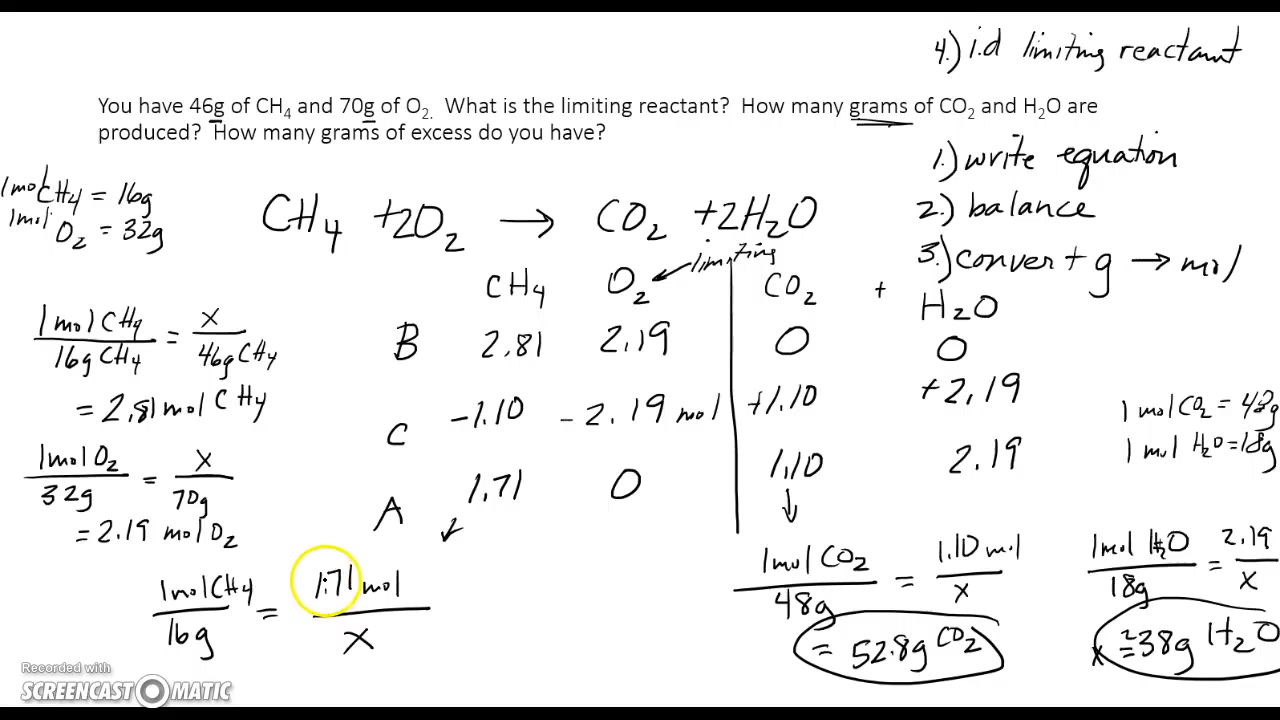 4.) i.d limiting reactant
You have 46g of CH4 and 70g of O2. What is the limiting reactant? How many grams of CO2 and H2O are
produced? How many grams of excess do you have?
1.) write equation
2.) balance
3.) convert g → mol
1mol CH4 = 16g
1mol O2 = 32g
CH4 + 2O2 → CO2 + 2H2O
limiting
CH4 O2 CO2 + H2O
B 2.81 2.19 0 0
C -1.10 -2.19 mol +1.10 +2.19
A 1.71 0 1.10 2.19
1mol CH4 = x
16g CH4 46g CH4
= 2.81 mol CH4
1mol O2 = x
32g 70g
= 2.19 mol O2
1mol CH4 = 1.71 mol
16g x
1 mol CO2 = 48g
1 mol H2O = 18g
1mol CO2 = 1.10 mol
48g x
= 52.8g CO2
1mol H2O = 2.19
18g x
x = 38g H2O
Recorded with
SCREENCAST O MATIC